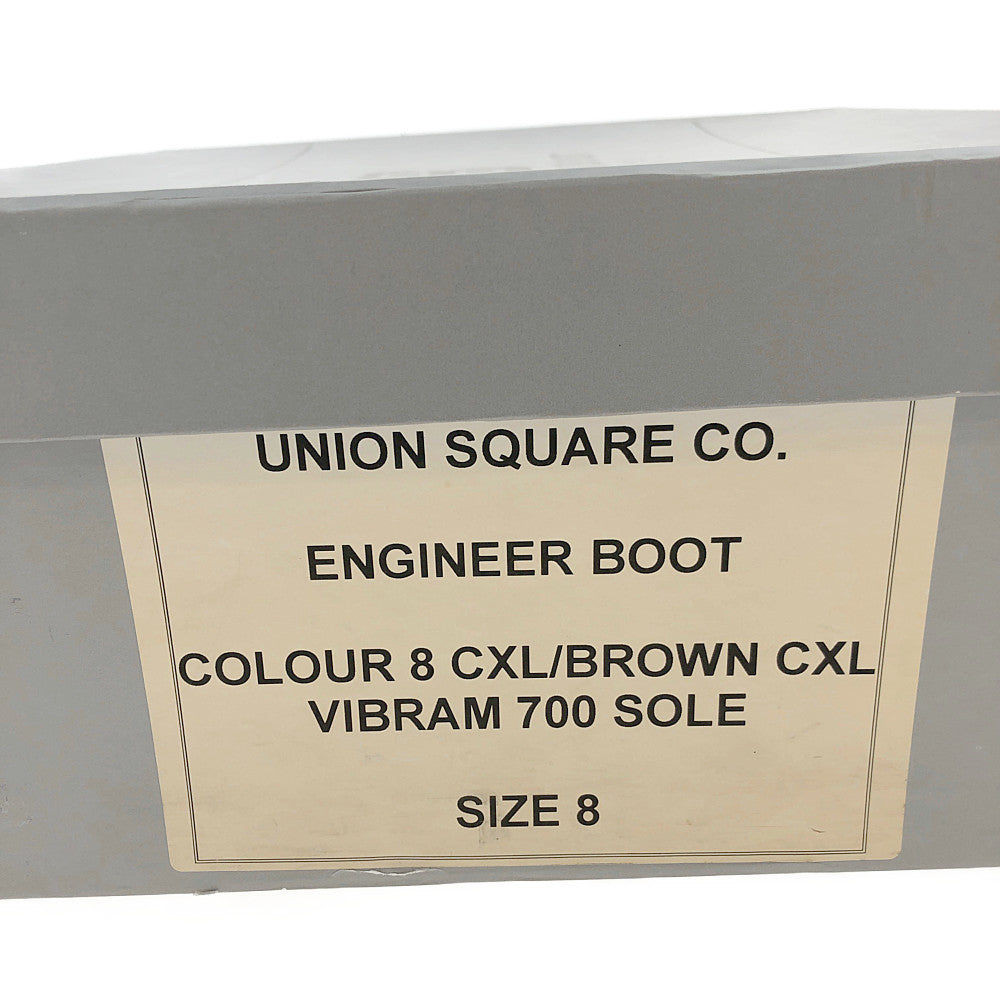 UNION SQUARE CO.
ENGINEER BOOT
COLOUR 8 CXL/BROWN CXL
VIBRAM 700 SOLE
SIZE 8